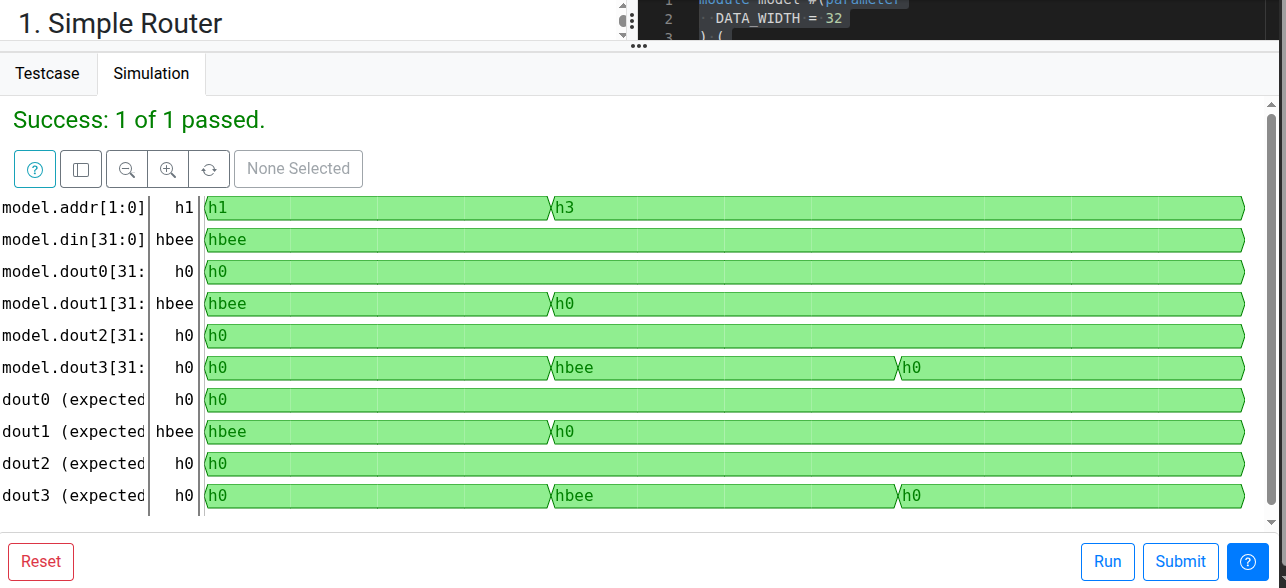 1. Simple Router
1 module model #(parameter
2 DATA_WIDTH = 32
3 ) (
Testcase Simulation
Success: 1 of 1 passed.
None Selected
model.addr[1:0] h1 h1 h3
model.din[31:0] hbee hbee
model.dout0[31: h0 h0
model.dout1[31: hbee hbee h0
model.dout2[31: h0 h0
model.dout3[31: h0 h0 hbee h0
dout0 (expected h0 h0
dout1 (expected hbee hbee h0
dout2 (expected h0 h0
dout3 (expected h0 h0 hbee h0
Reset Run Submit